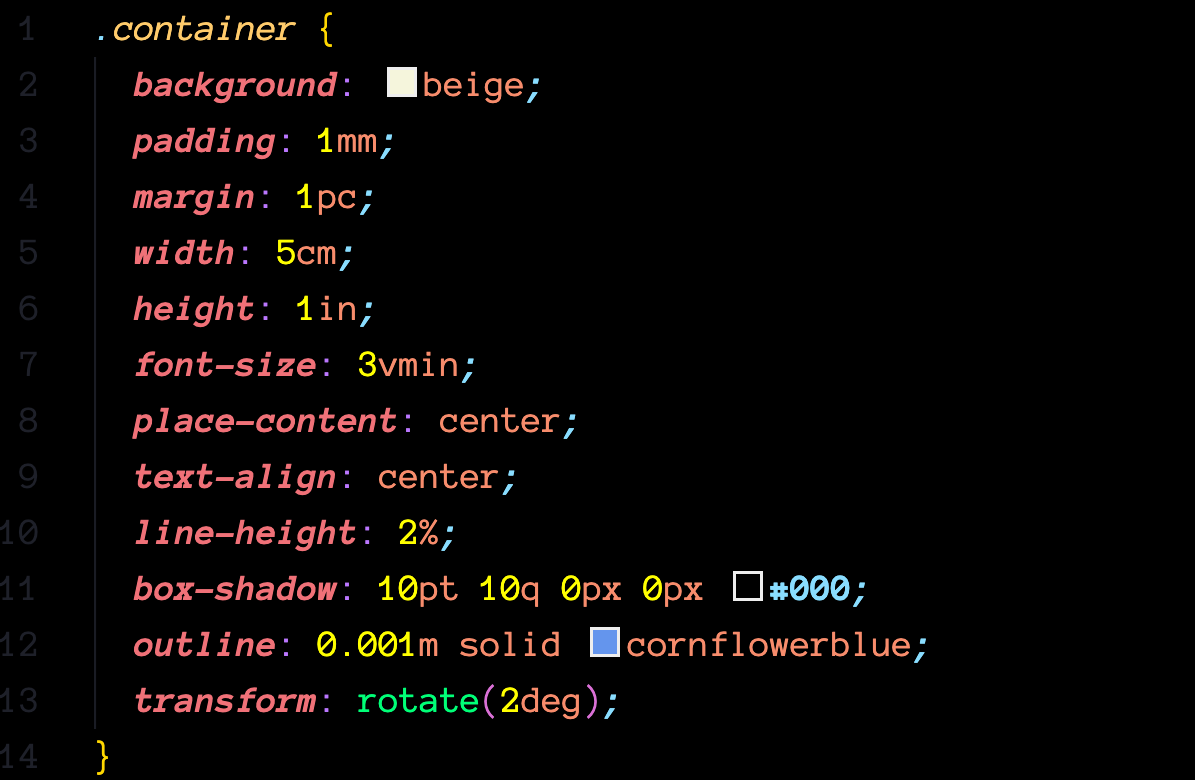 1 .container {
2 background: beige;
3 padding: 1mm;
4 margin: 1pc;
5 width: 5cm;
6 height: 1in;
7 font-size: 3vmin;
8 place-content: center;
9 text-align: center;
10 line-height: 2%;
11 box-shadow: 10pt 10q 0px 0px #000;
12 outline: 0.001m solid cornflowerblue;
13 transform: rotate(2deg);
14 }